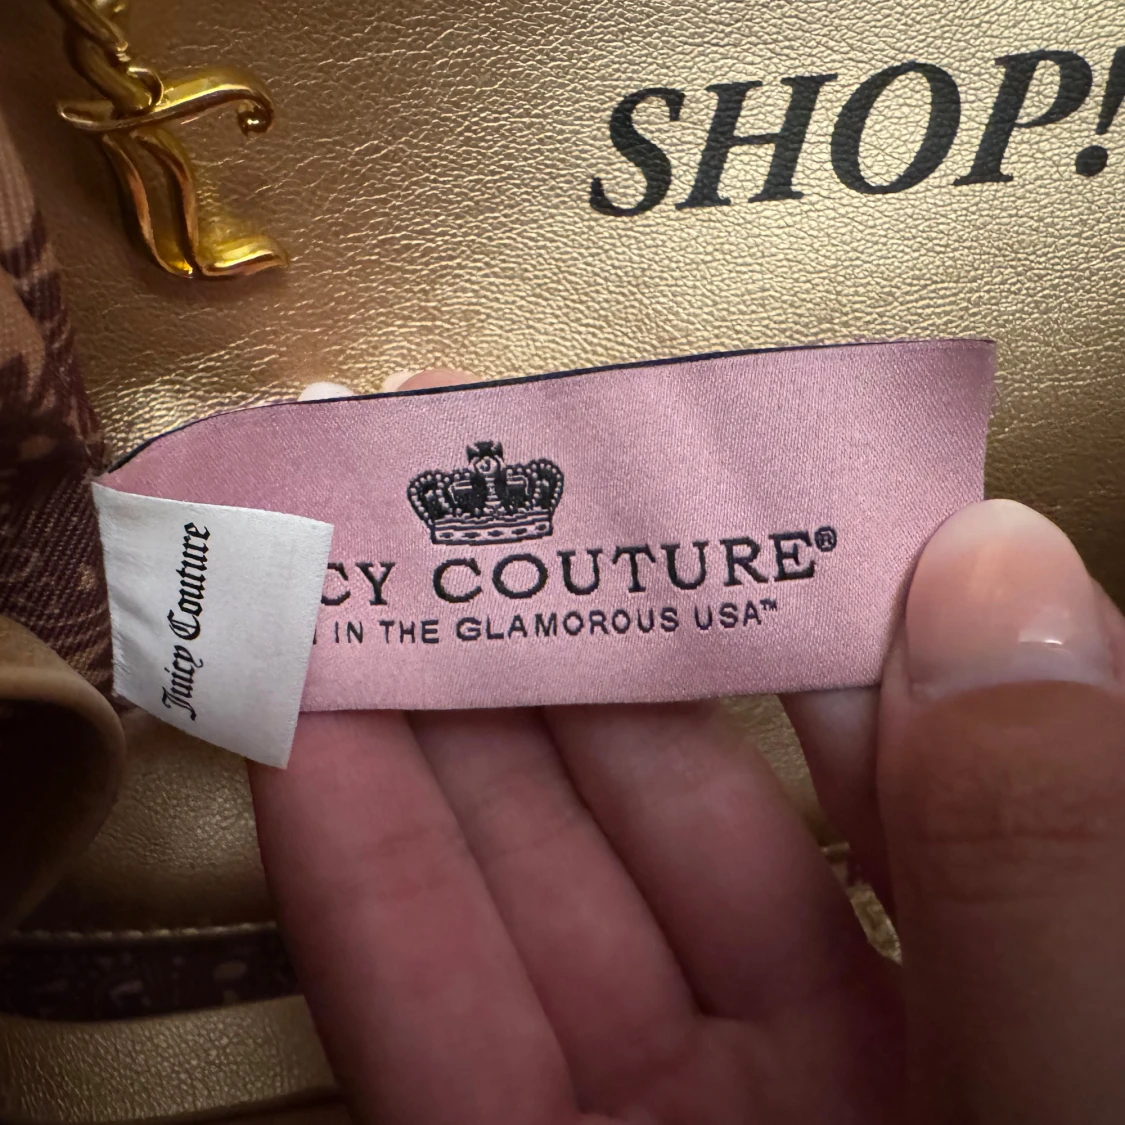 SHOP!
CY COUTURE®
IN THE GLAMOROUS USA™
Juicy Couture